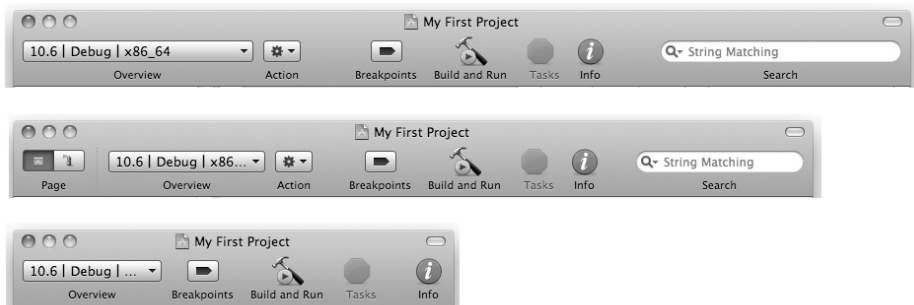 My First Project
10.6 | Debug | x86_64
String Matching
Overview Action Breakpoints Build and Run Tasks Info Search
My First Project
10.6 | Debug | x86...
String Matching
Page Overview Action Breakpoints Build and Run Tasks Info Search
My First Project
10.6 | Debug | ...
Overview Breakpoints Build and Run Tasks Info